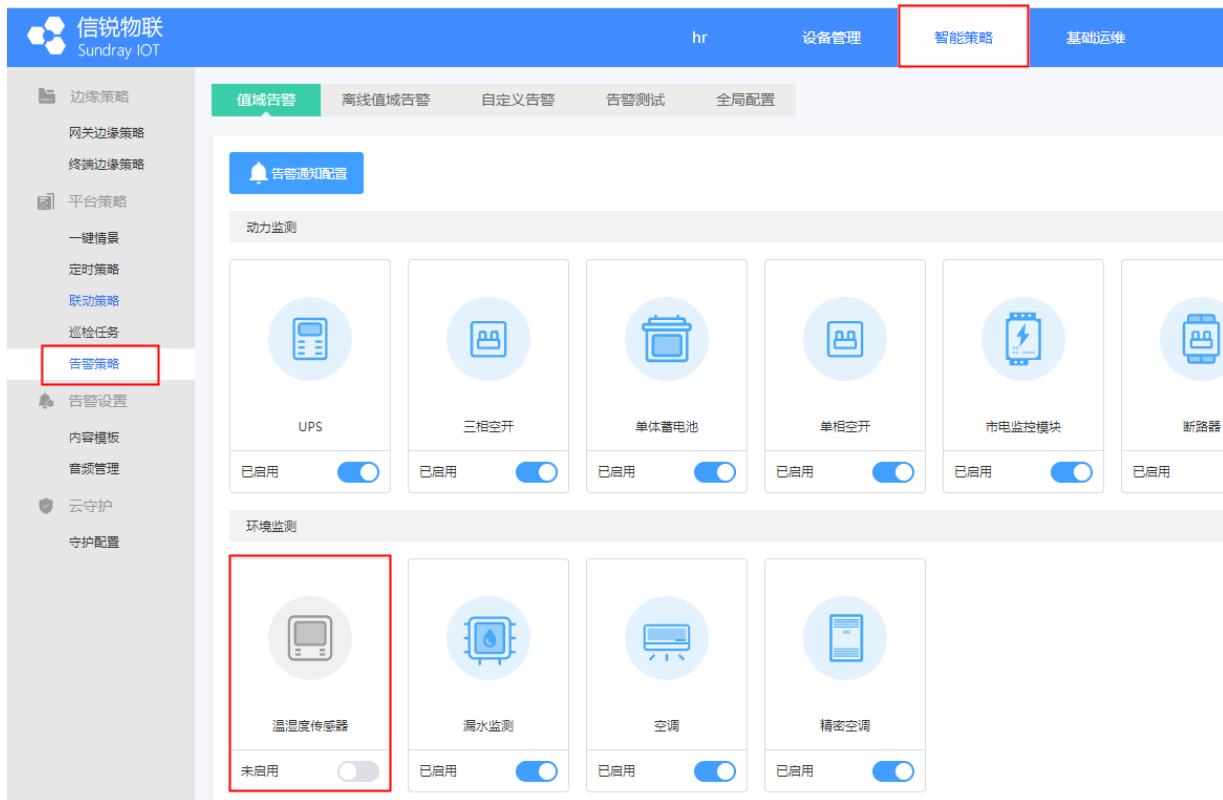 信锐物联
Sundray IOT
hr 设备管理 智能策略 基础运维
边缘策略
网关边缘策略
终端边缘策略
平台策略
一键情景
定时策略
联动策略
巡检任务
告警策略
告警设置
内容模板
音频管理
云守护
守护配置
值域告警 离线值域告警 自定义告警 告警测试 全局配置
告警通知配置
动力监测
UPS 三相空开 单体蓄电池 单相空开 市电监控模块 断路器
已启用 已启用 已启用 已启用 已启用 已启用
环境监测
温湿度传感器 漏水监测 空调 精密空调
未启用 已启用 已启用 已启用